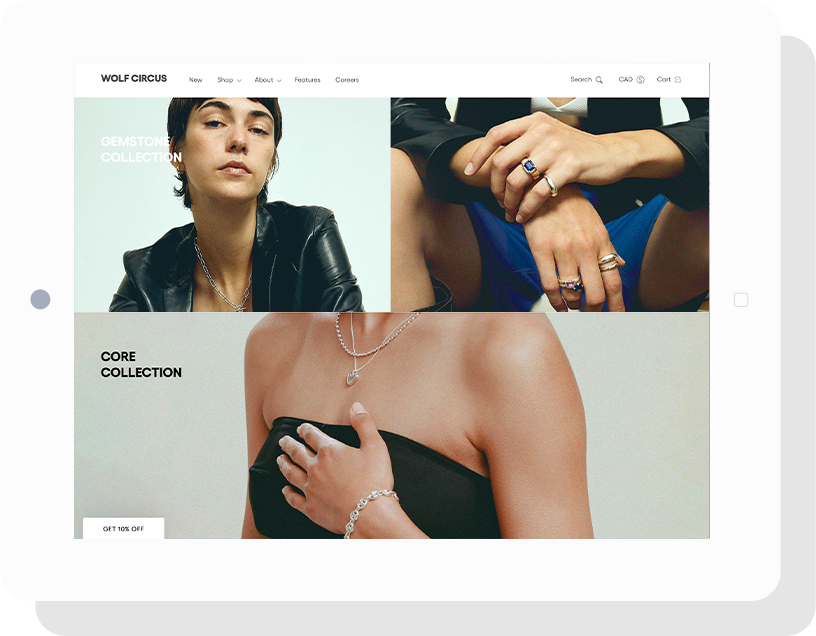 WOLF CIRCUS
New
Shop
About
Features
Careers
Search
CAD
Cart
GEMSTONE
COLLECTION
CORE
COLLECTION
GET 10% OFF